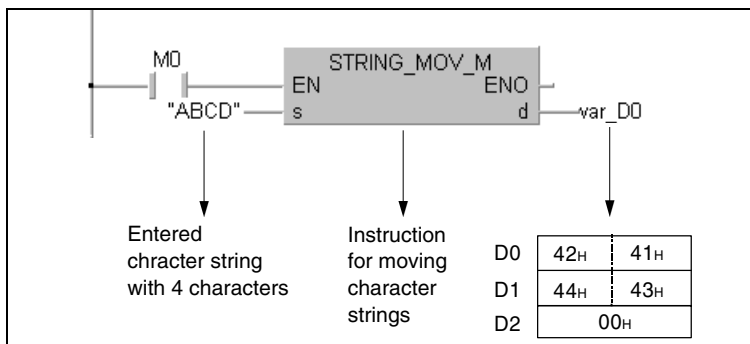 M0
STRING_MOV_M
EN ENO
"ABCD" s d var_D0
Entered
chracter string
with 4 characters
Instruction
for moving
character
strings
D0 42H 41H
D1 44H 43H
D2 00H